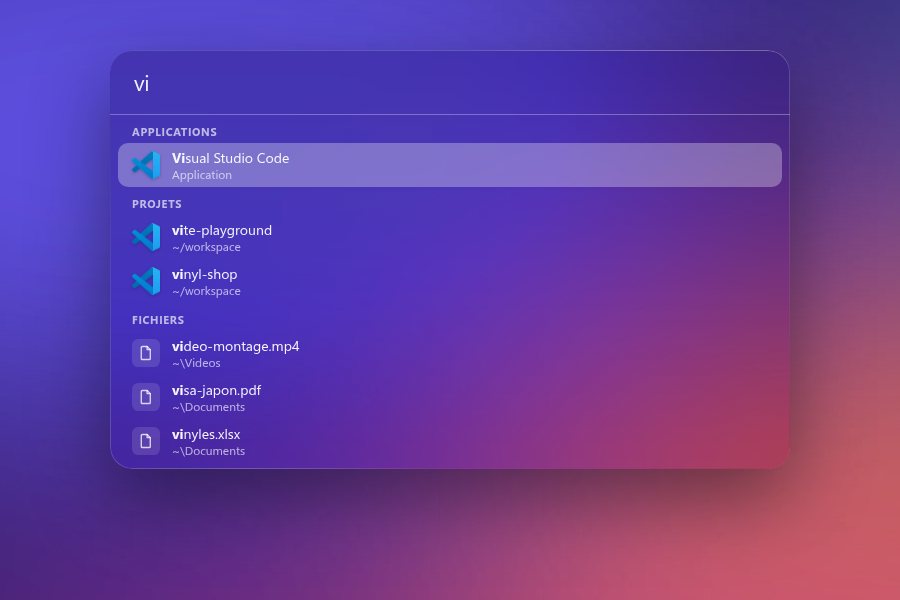 vi
APPLICATIONS
Visual Studio Code
Application
PROJETS
vite-playground
~/workspace
vinyl-shop
~/workspace
FICHIERS
video-montage.mp4
~\Videos
visa-japon.pdf
~\Documents
vinyles.xlsx
~\Documents